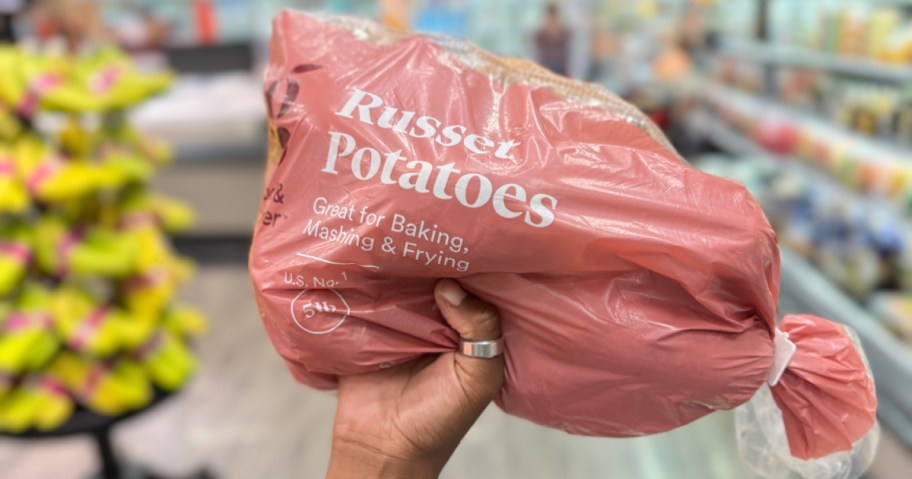 Russet
Potatoes
Great for Baking,
Mashing & Frying
U.S. No. 1
5 lb